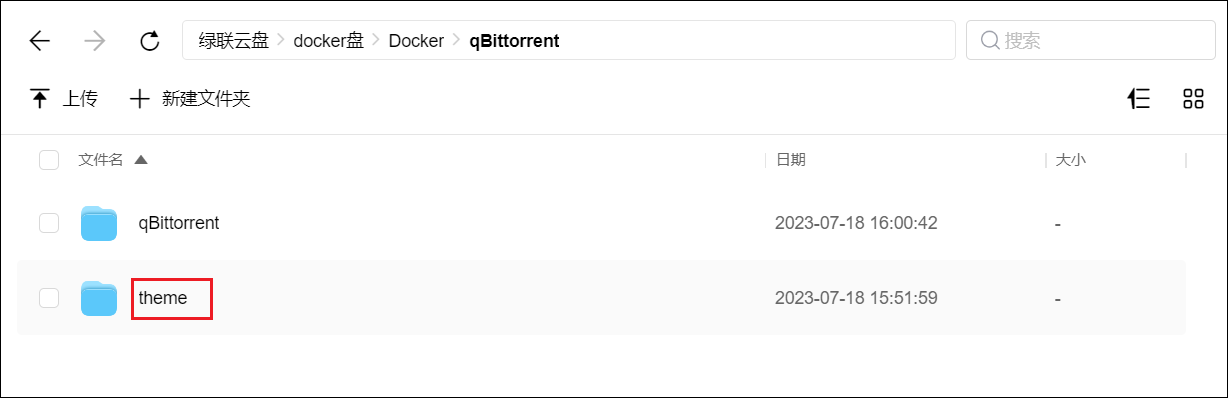 绿联云盘 > docker盘 > Docker > qBittorrent
搜索
上传 新建文件夹
文件名 日期 大小
qBittorrent 2023-07-18 16:00:42 -
theme 2023-07-18 15:51:59 -